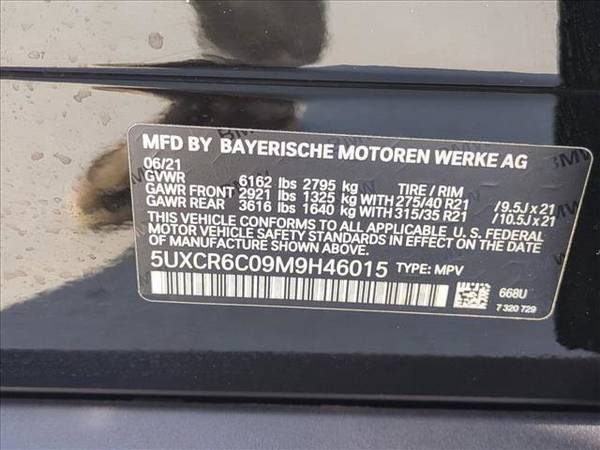 MFD BY BAYERISCHE MOTOREN WERKE AG
06/21
GVWR 6162 lbs 2795 kg TIRE / RIM
GAWR FRONT 2921 lbs 1325 kg WITH 275/40 R21 / 9.5J x 21
GAWR REAR 3616 lbs 1640 kg WITH 315/35 R21 / 10.5J x 21
THIS VEHICLE CONFORMS TO ALL APPLICABLE U. S. FEDERAL
MOTOR VEHICLE SAFETY STANDARDS IN EFFECT ON THE DATE
OF MANUFACTURE SHOWN ABOVE.
5UXCR6C09M9H46015 TYPE: MPV
668U
7 320 729